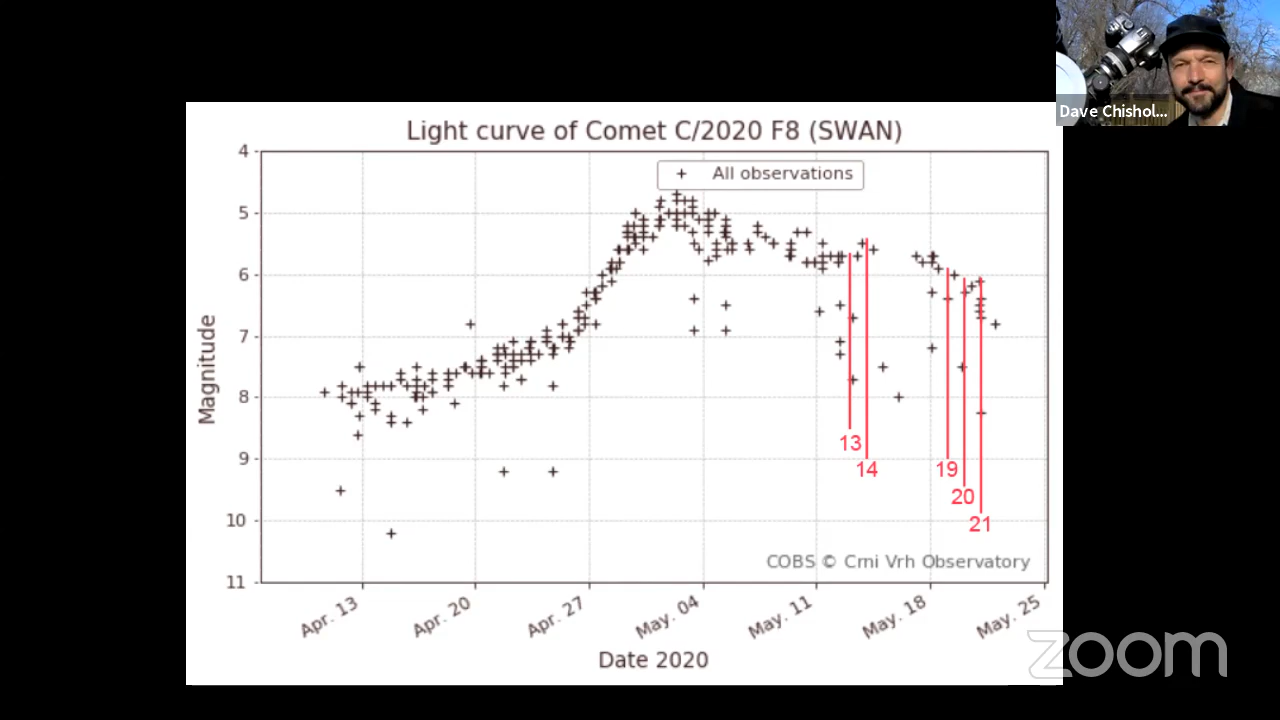 Dave Chishol...
Light curve of Comet C/2020 F8 (SWAN)
All observations
4
5
6
7
8
9
10
11
Magnitude
13
14
19
20
21
COBS © Crni Vrh Observatory
Apr. 13
Apr. 20
Apr. 27
May. 04
May. 11
May. 18
May. 25
Date 2020
zoom